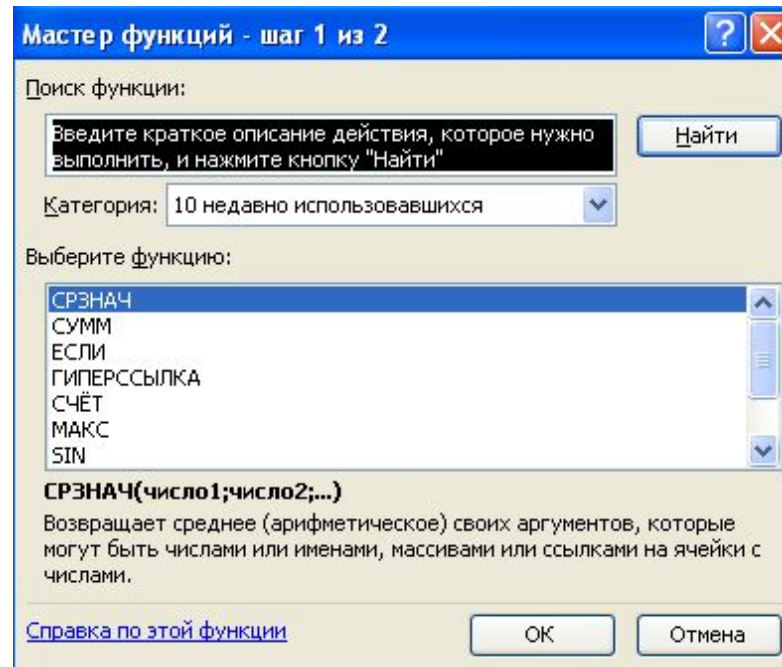 Мастер функций - шаг 1 из 2
Поиск функции:
Введите краткое описание действия, которое нужно
выполнить, и нажмите кнопку "Найти"
Найти
Категория: 10 недавно использовавшихся
Выберите функцию:
СРЗНАЧ
СУММ
ЕСЛИ
ГИПЕРССЫЛКА
СЧЁТ
МАКС
SIN
СРЗНАЧ(число1;число2;...)
Возвращает среднее (арифметическое) своих аргументов, которые
могут быть числами или именами, массивами или ссылками на ячейки с
числами.
Справка по этой функции
ОК
Отмена